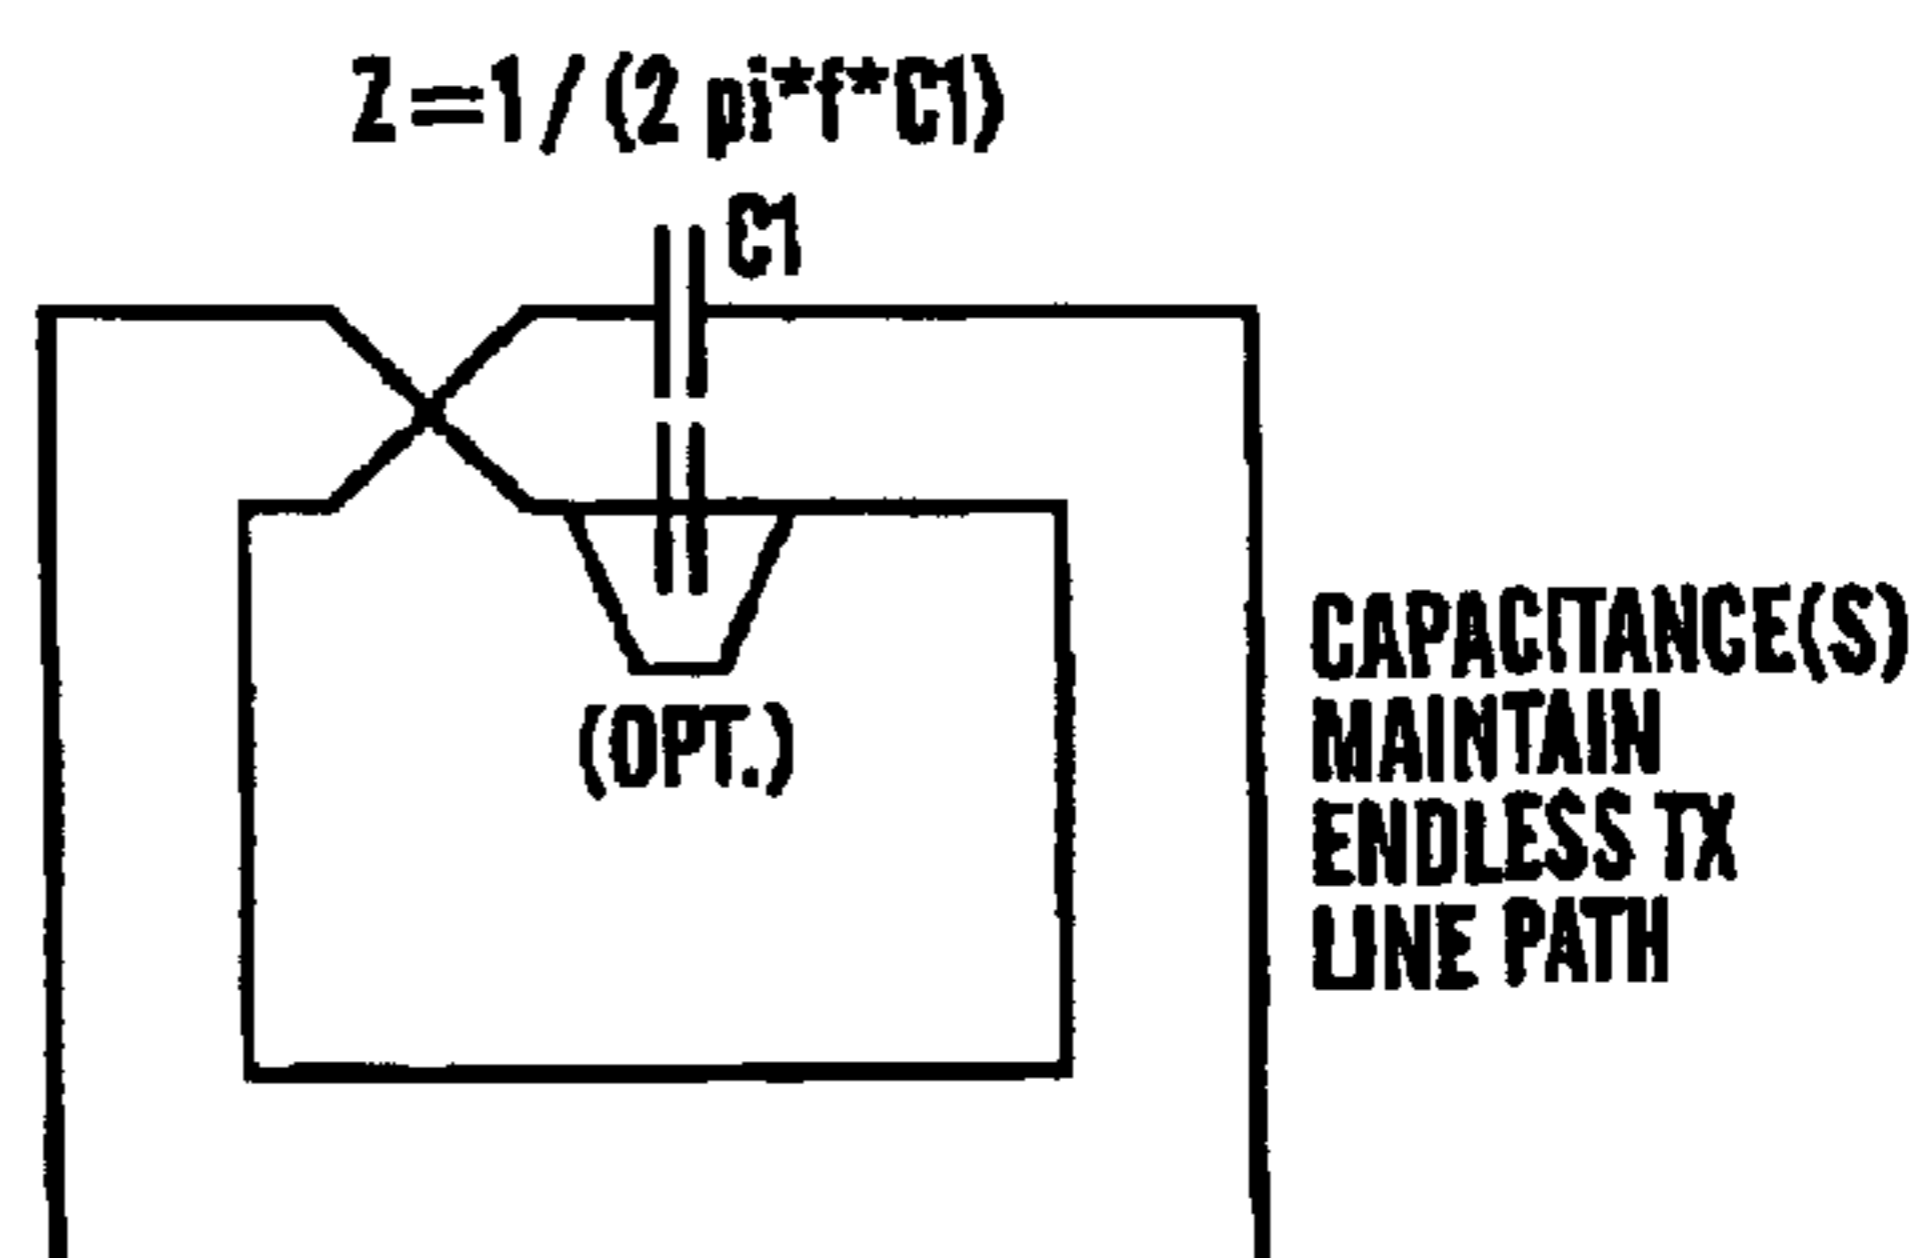 Z=1/(2 pi*f*C1)
C1
(OPT.)
CAPACITANCE(S)
MAINTAIN
ENDLESS TX
LINE PATH